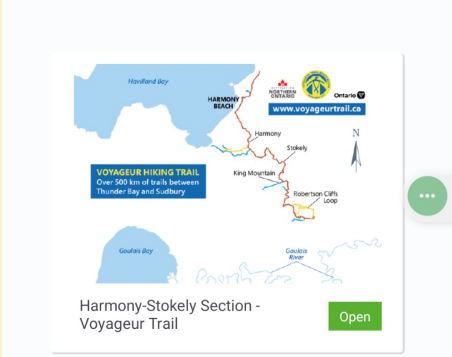 Haviland Bay
HARMONY
BEACH
NORTHERN
ONTARIO
Ontario
www.voyageurtrail.ca
Harmony
N
Stokely
VOYAGEUR HIKING TRAIL
Over 500 km of trails between
Thunder Bay and Sudbury
King Mountain
Robertson Cliffs
Loop
Goulais Bay
Goulais
River
Harmony-Stokely Section -
Voyageur Trail
Open